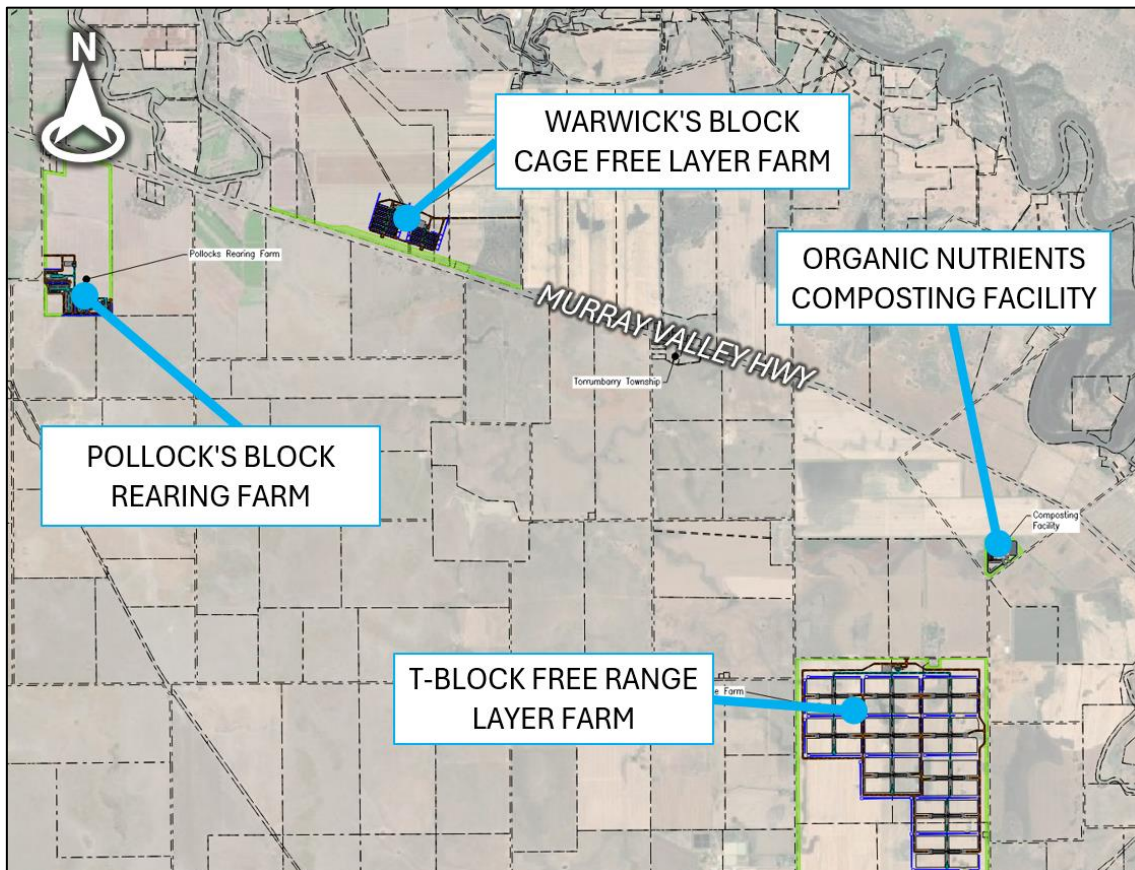 N
WARWICK'S BLOCK
CAGE FREE LAYER FARM
Pollocks Rearing Farm
ORGANIC NUTRIENTS
COMPOSTING FACILITY
MURRAY VALLEY HWY
Torrumbarry Township
POLLOCK'S BLOCK
REARING FARM
Composting
Facility
T-BLOCK FREE RANGE
LAYER FARM
Farm